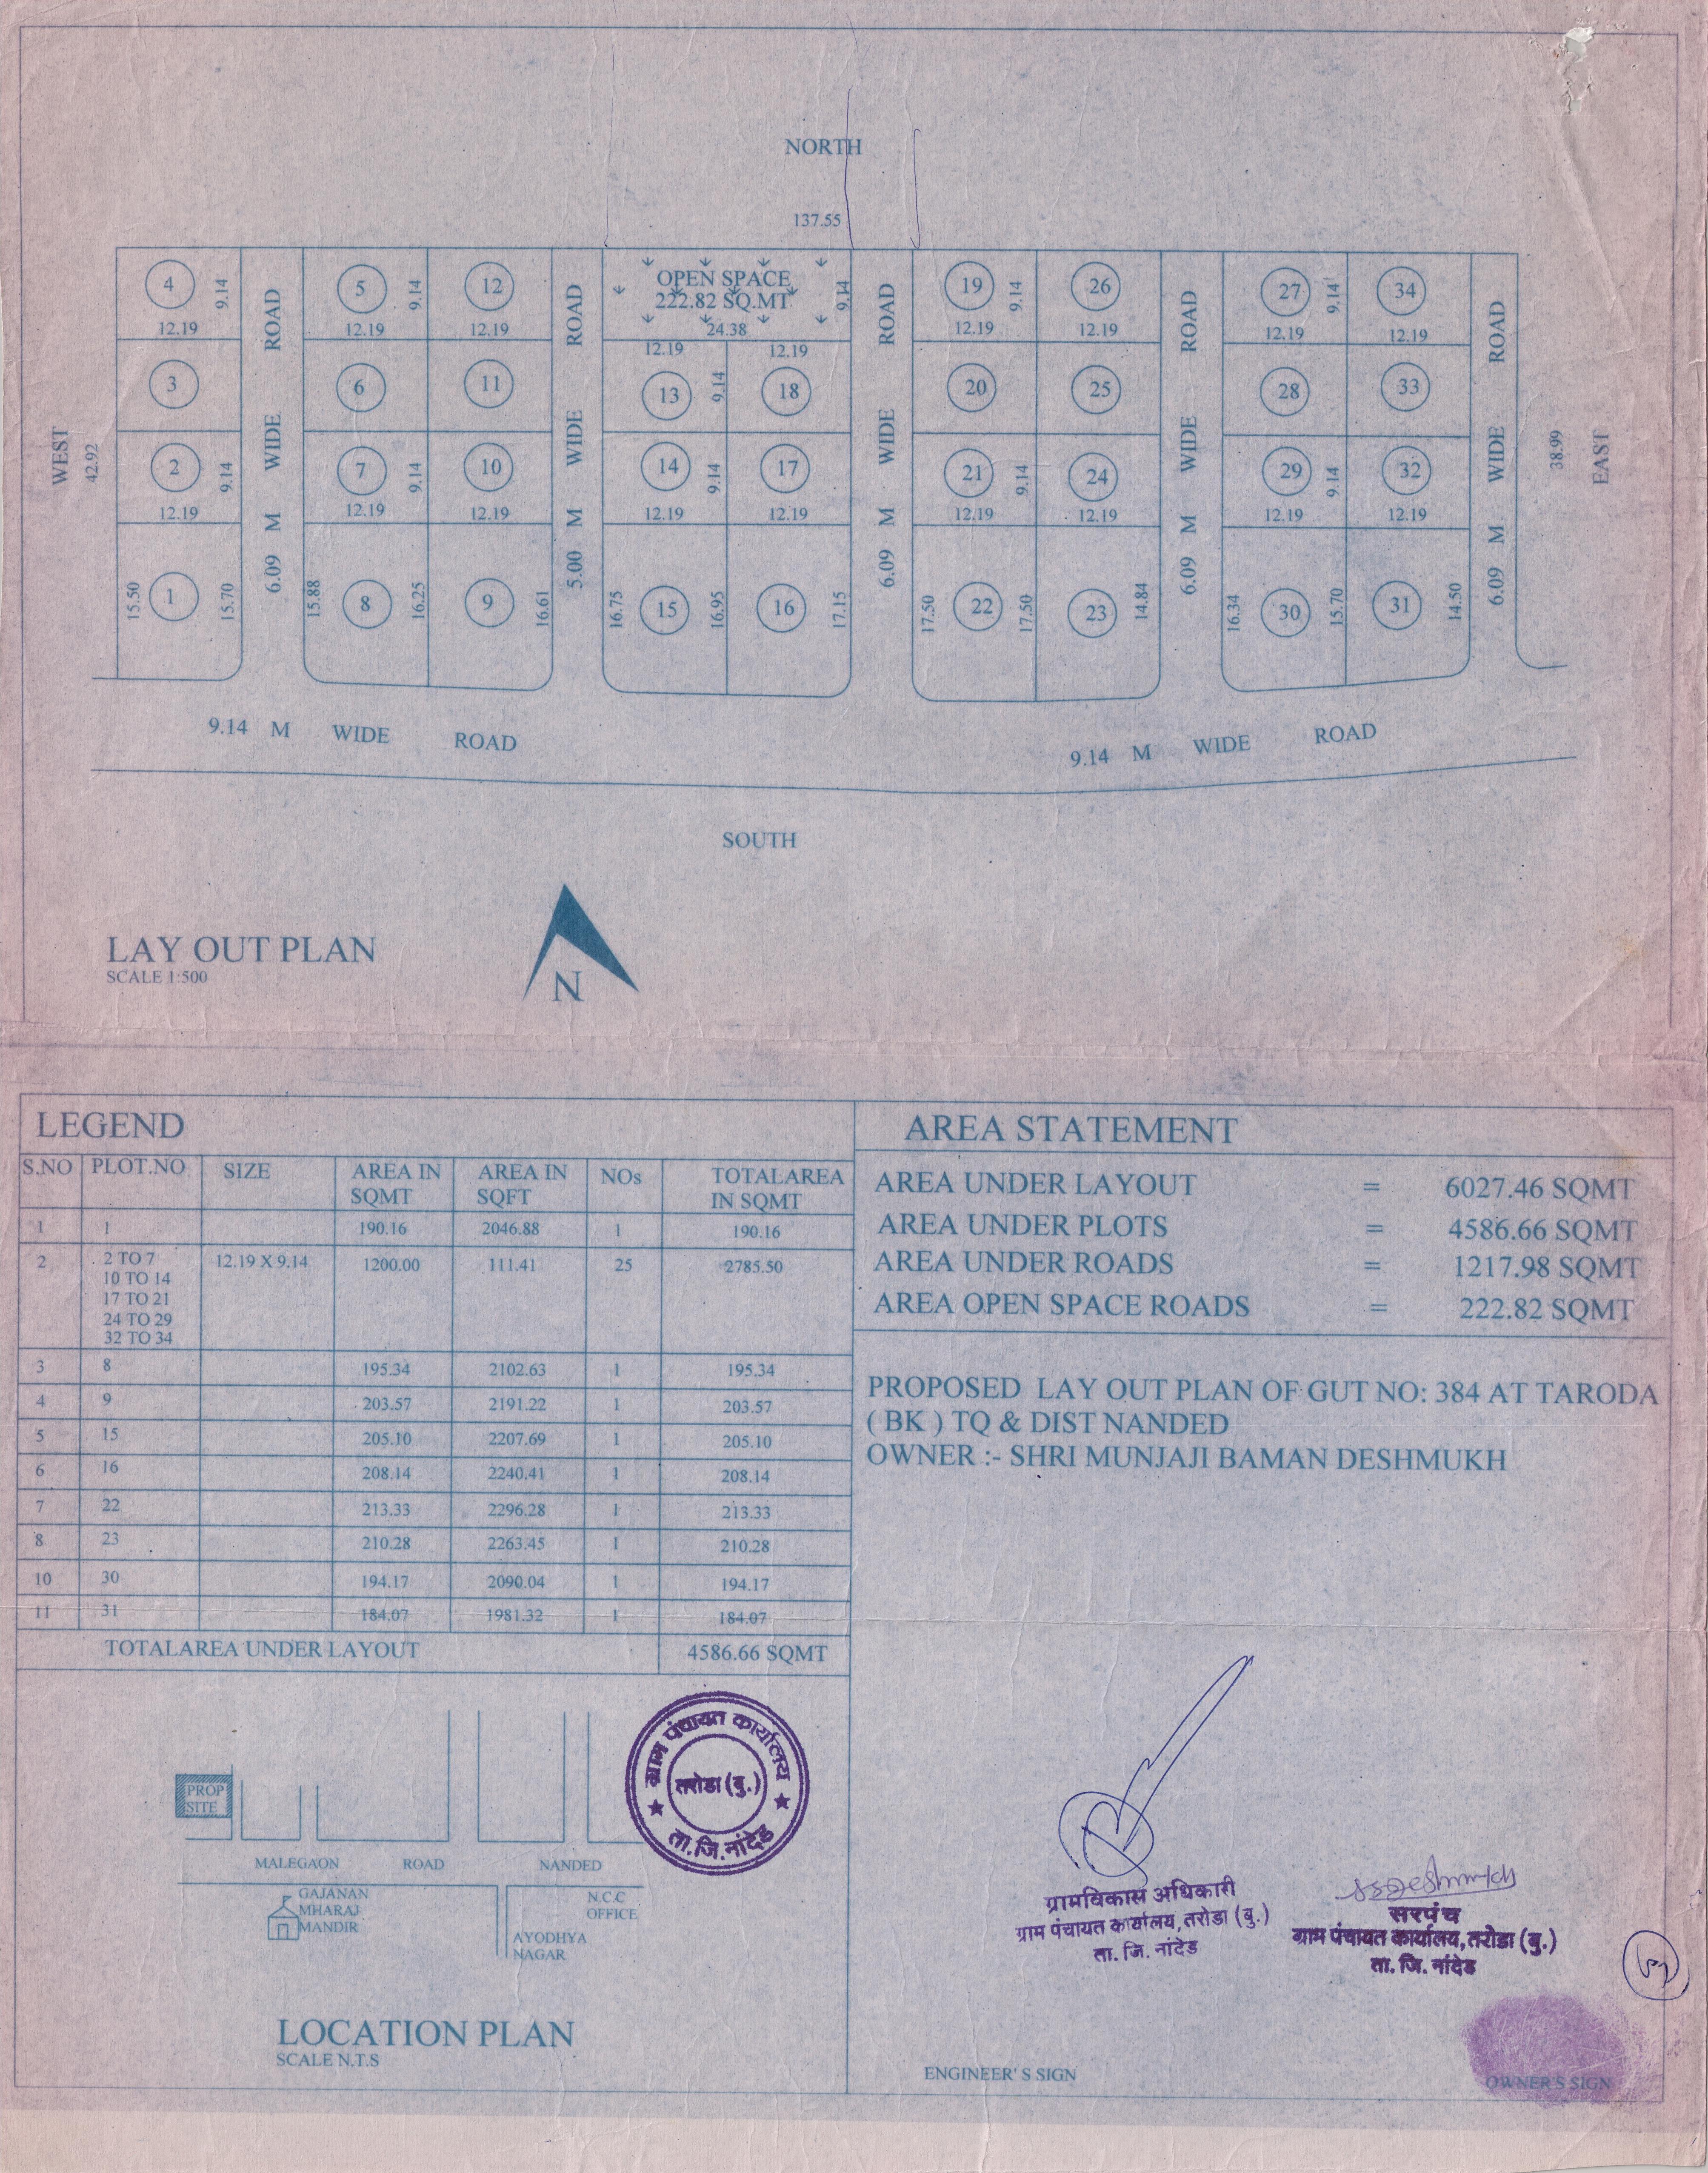 NORTH
137.55
4 9.14 ROAD 5 9.14 12 ROAD OPEN SPACE 9.14 ROAD 19 9.14 26 ROAD 27 9.14 34 ROAD
222.82 SQ.MT
12.19 12.19 12.19 24.38 12.19 12.19 12.19 12.19
12.19 12.19
3 6 11 13 9.14 18 20 25 28 33
WEST 42.92 WIDE WIDE WIDE WIDE WIDE 38.99 EAST
2 9.14 7 9.14 10 14 9.14 17 21 9.14 24 29 9.14 32
12.19 12.19 12.19 12.19 12.19 12.19 12.19 12.19 12.19
6.09 M 5.00 M 6.09 M 6.09 M 6.09 M
15.50 1 15.70 15.88 8 16.25 9 16.61 16.75 15 16.95 16 17.15 17.50 22 17.50 23 14.84 16.34 30 15.70 31 14.50
9.14 M WIDE ROAD
9.14 M WIDE ROAD
SOUTH
LAY OUT PLAN
SCALE 1:500
N
LEGEND
S.NO PLOT.NO SIZE AREA IN SQMT AREA IN SQFT NOs TOTALAREA IN SQMT
1 1 190.16 2046.88 1 190.16
2 2 TO 7 12.19 X 9.14 1200.00 111.41 25 2785.50
10 TO 14
17 TO 21
24 TO 29
32 TO 34
3 8 195.34 2102.63 1 195.34
4 9 203.57 2191.22 1 203.57
5 15 205.10 2207.69 1 205.10
6 16 208.14 2240.41 1 208.14
7 22 213.33 2296.28 1 213.33
8 23 210.28 2263.45 1 210.28
10 30 194.17 2090.04 1 194.17
11 31 184.07 1981.32 1 184.07
TOTALAREA UNDER LAYOUT 4586.66 SQMT
AREA STATEMENT
AREA UNDER LAYOUT = 6027.46 SQMT
AREA UNDER PLOTS = 4586.66 SQMT
AREA UNDER ROADS = 1217.98 SQMT
AREA OPEN SPACE ROADS = 222.82 SQMT
PROPOSED LAY OUT PLAN OF GUT NO: 384 AT TARODA
( BK ) TQ & DIST NANDED
OWNER :- SHRI MUNJAJI BAMAN DESHMUKH
PROP
SITE
MALEGAON ROAD NANDED
GAJANAN
MHARAJ
MANDIR
N.C.C
OFFICE
AYODHYA
NAGAR
LOCATION PLAN
SCALE N.T.S
ग्राम पंचायत कार्यालय
तरोडा (बु.)
ता.जि.नांदेड
ग्रामविकास अधिकारी
ग्राम पंचायत कार्यालय, तरोडा (बु.)
ता. जि. नांदेड
सरपंच
ग्राम पंचायत कार्यालय, तरोडा (बु.)
ता. जि. नांदेड
ENGINEER' S SIGN
OWNER'S SIGN